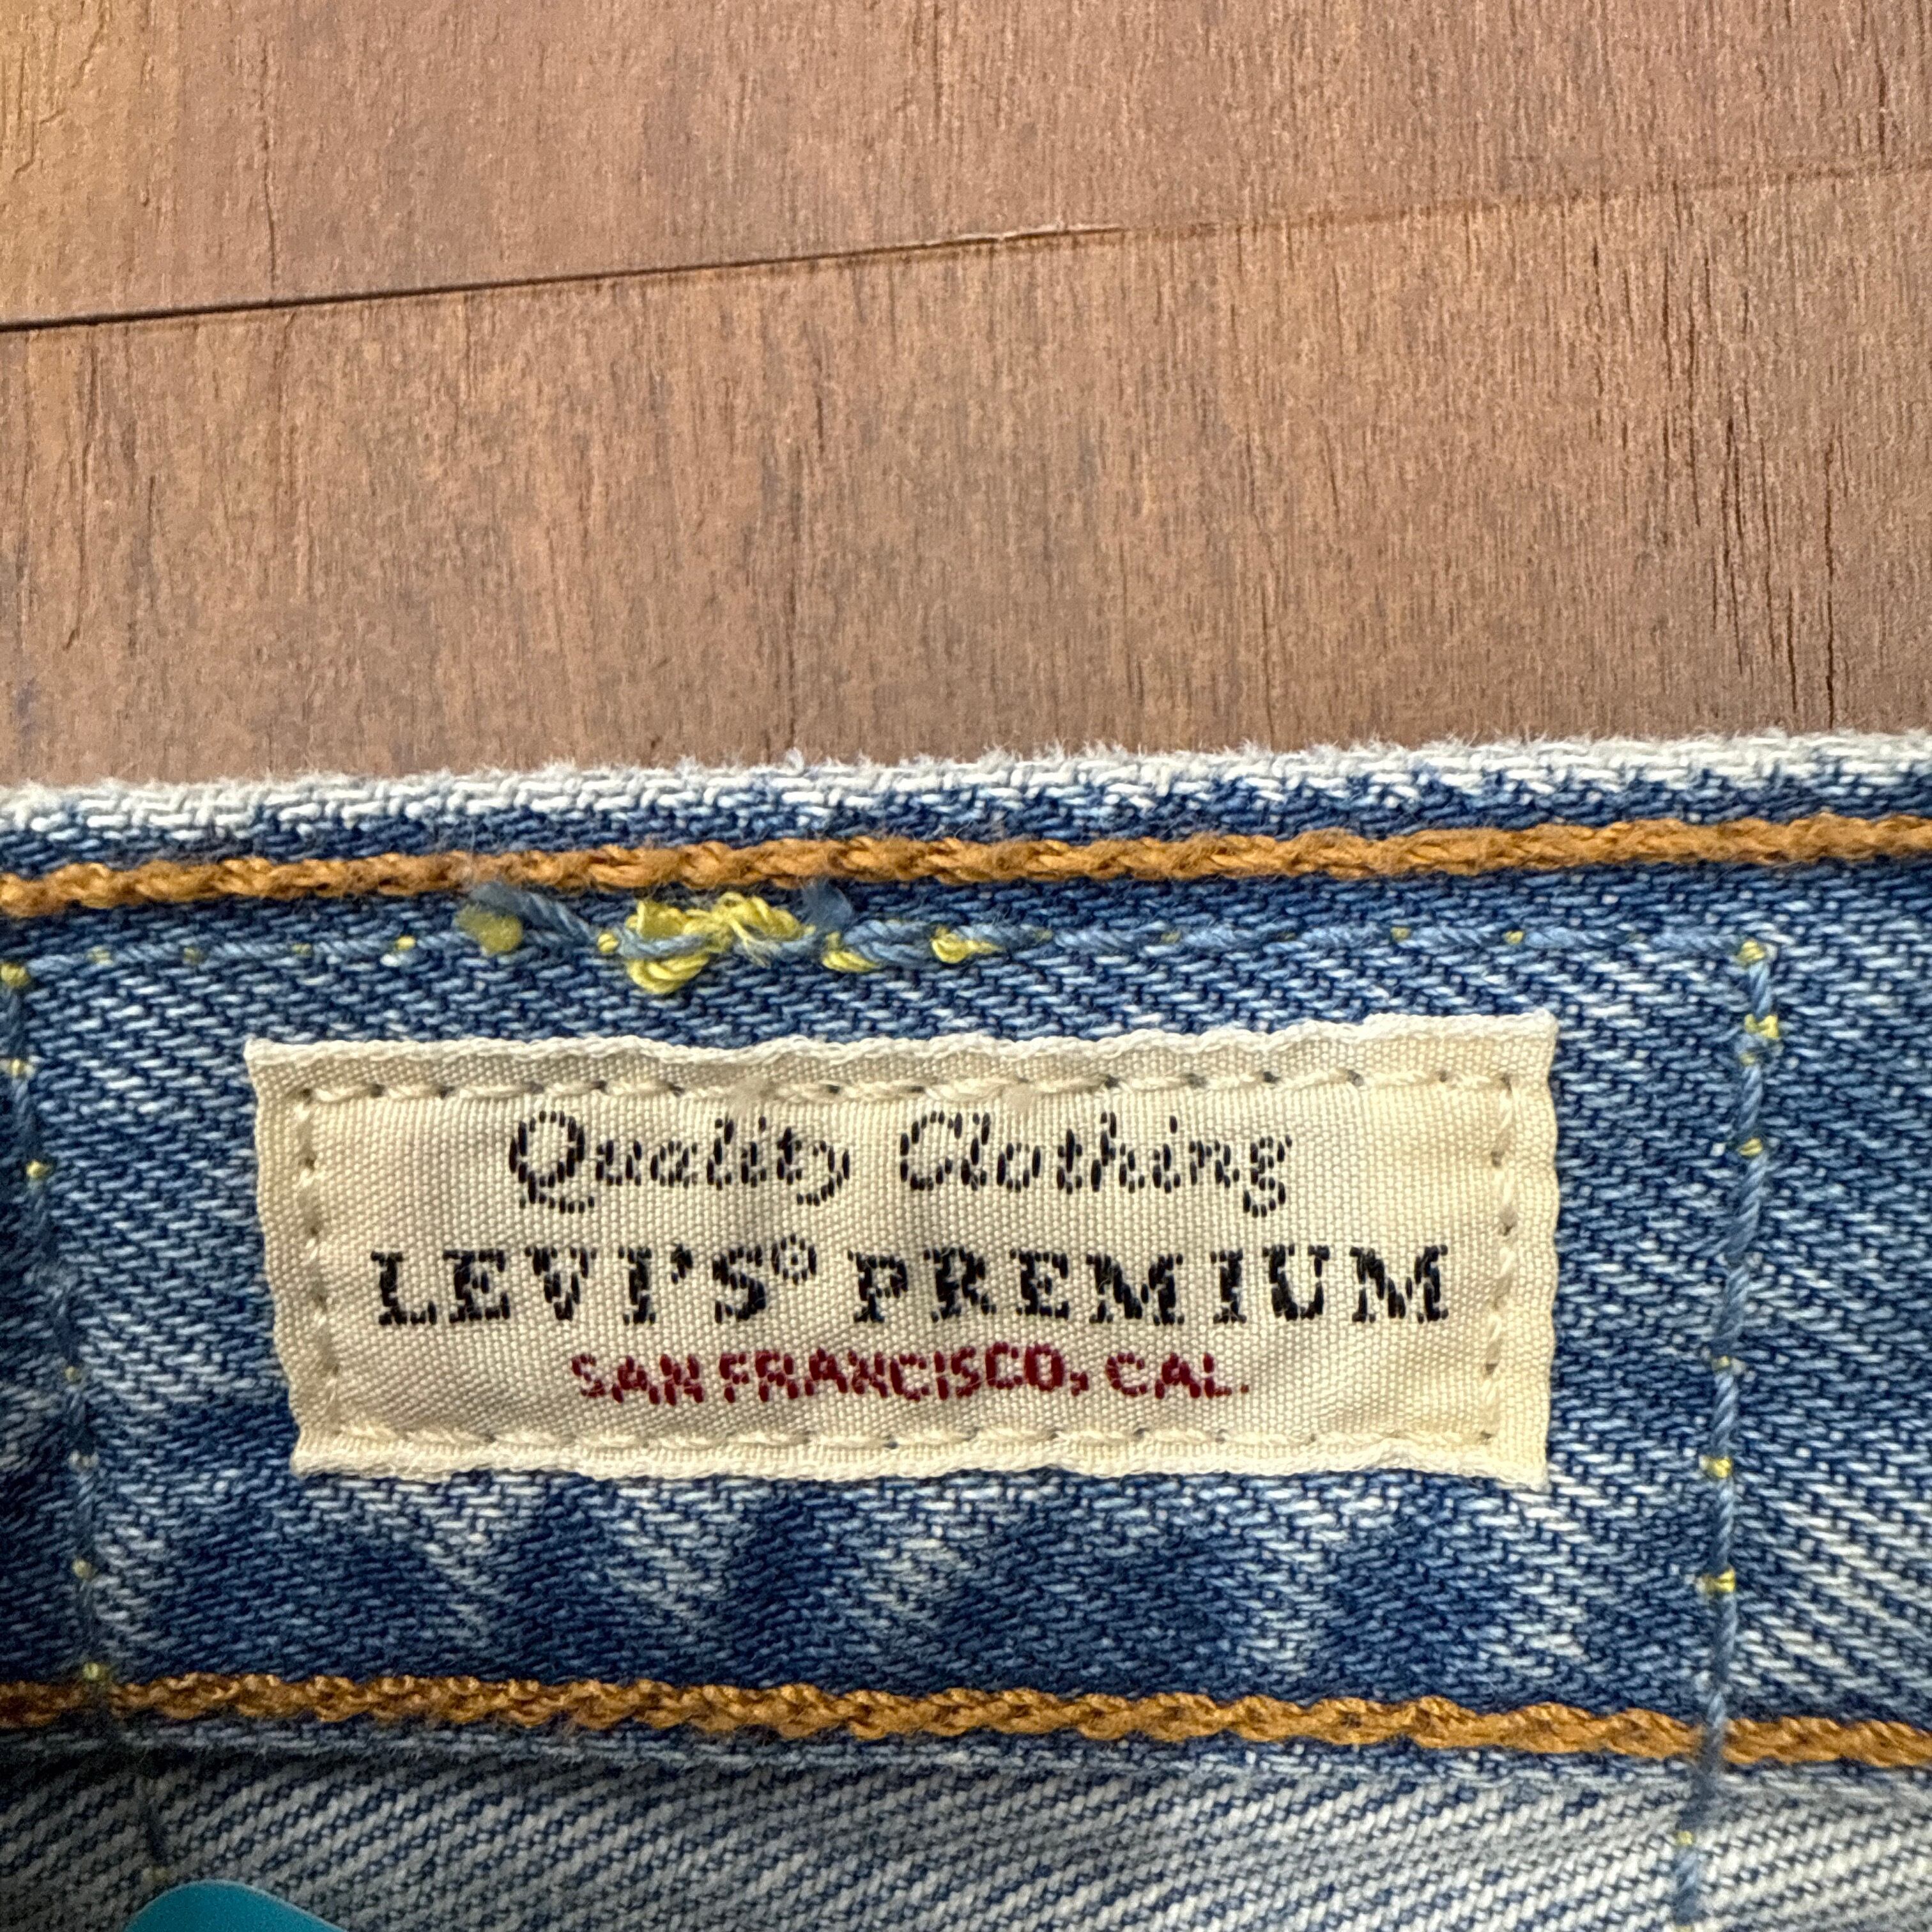 Quality Clothing
LEVI'S® PREMIUM
SAN FRANCISCO, CAL.